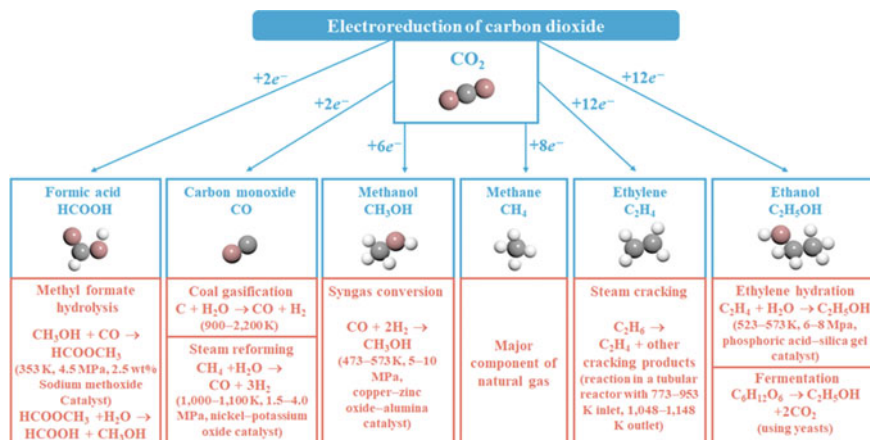 Electroreduction of carbon dioxide
CO₂
+2e⁻
+2e⁻
+6e⁻
+8e⁻
+12e⁻
+12e⁻
Formic acid
HCOOH
Methyl formate
hydrolysis
CH₃OH + CO →
HCOOCH₃
(353 K, 4.5 MPa, 2.5 wt%
Sodium methoxide
Catalyst)
HCOOCH₃ +H₂O →
HCOOH + CH₃OH
Carbon monoxide
CO
Coal gasification
C + H₂O → CO + H₂
(900–2,200 K)
Steam reforming
CH₄ +H₂O →
CO + 3H₂
(1,000–1,100K, 1.5–4.0
MPa, nickel–potassium
oxide catalyst)
Methanol
CH₃OH
Syngas conversion
CO + 2H₂ →
CH₃OH
(473–573K, 5–10
MPa,
copper–zinc
oxide–alumina
catalyst)
Methane
CH₄
Major
component of
natural gas
Ethylene
C₂H₄
Steam cracking
C₂H₆ →
C₂H₄ + other
cracking products
(reaction in a tubular
reactor with 773–953
K inlet, 1,048–1,148
K outlet)
Ethanol
C₂H₅OH
Ethylene hydration
C₂H₄ + H₂O → C₂H₅OH
(523–573K, 6–8 Mpa,
phosphoric acid–silica gel
catalyst)
Fermentation
C₆H₁₂O₆ → C₂H₅OH
+2CO₂
(using yeasts)